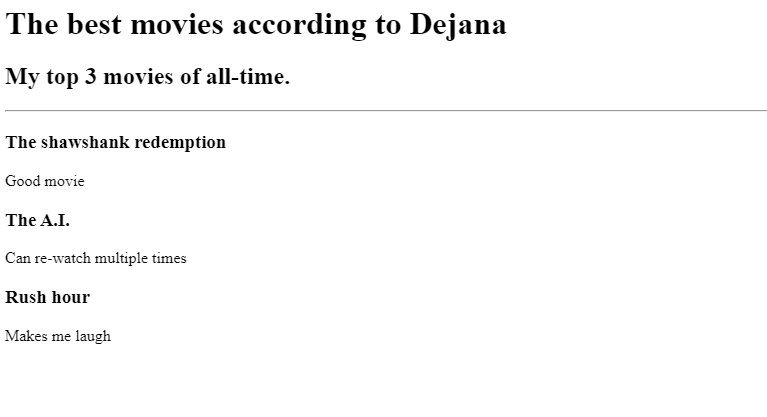 The best movies according to Dejana
My top 3 movies of all-time.
The shawshank redemption
Good movie
The A.I.
Can re-watch multiple times
Rush hour
Makes me laugh